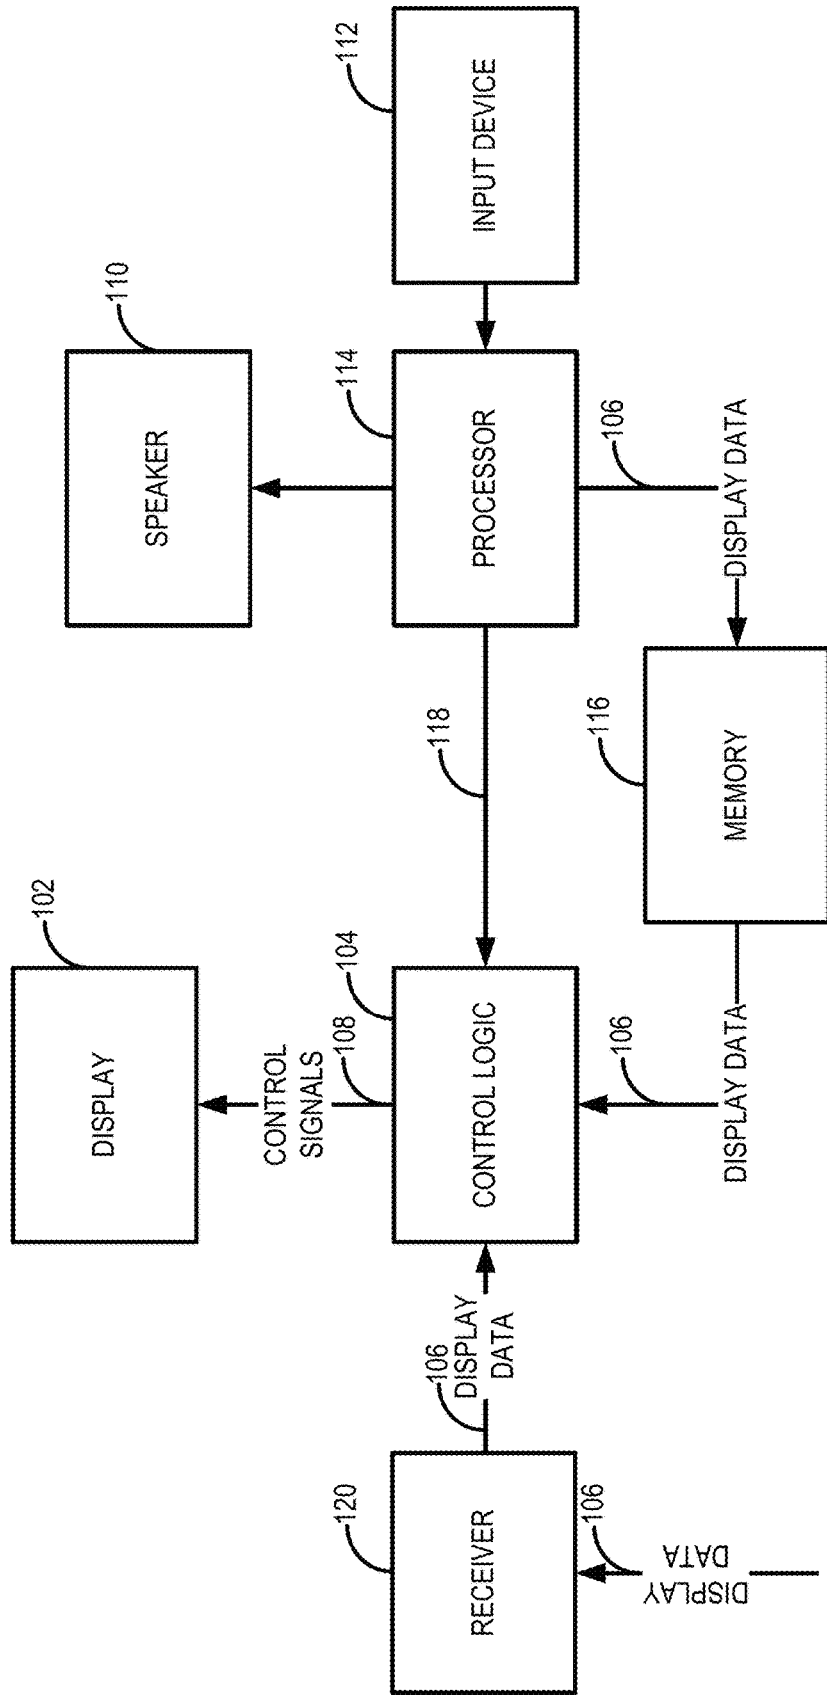 102
DISPLAY
110
SPEAKER
CONTROL
SIGNALS
108
120
104
118
114
112
RECEIVER
106
DISPLAY
DATA
CONTROL LOGIC
PROCESSOR
INPUT DEVICE
106
DISPLAY
DATA
106
DISPLAY DATA
116
MEMORY
106
DISPLAY DATA